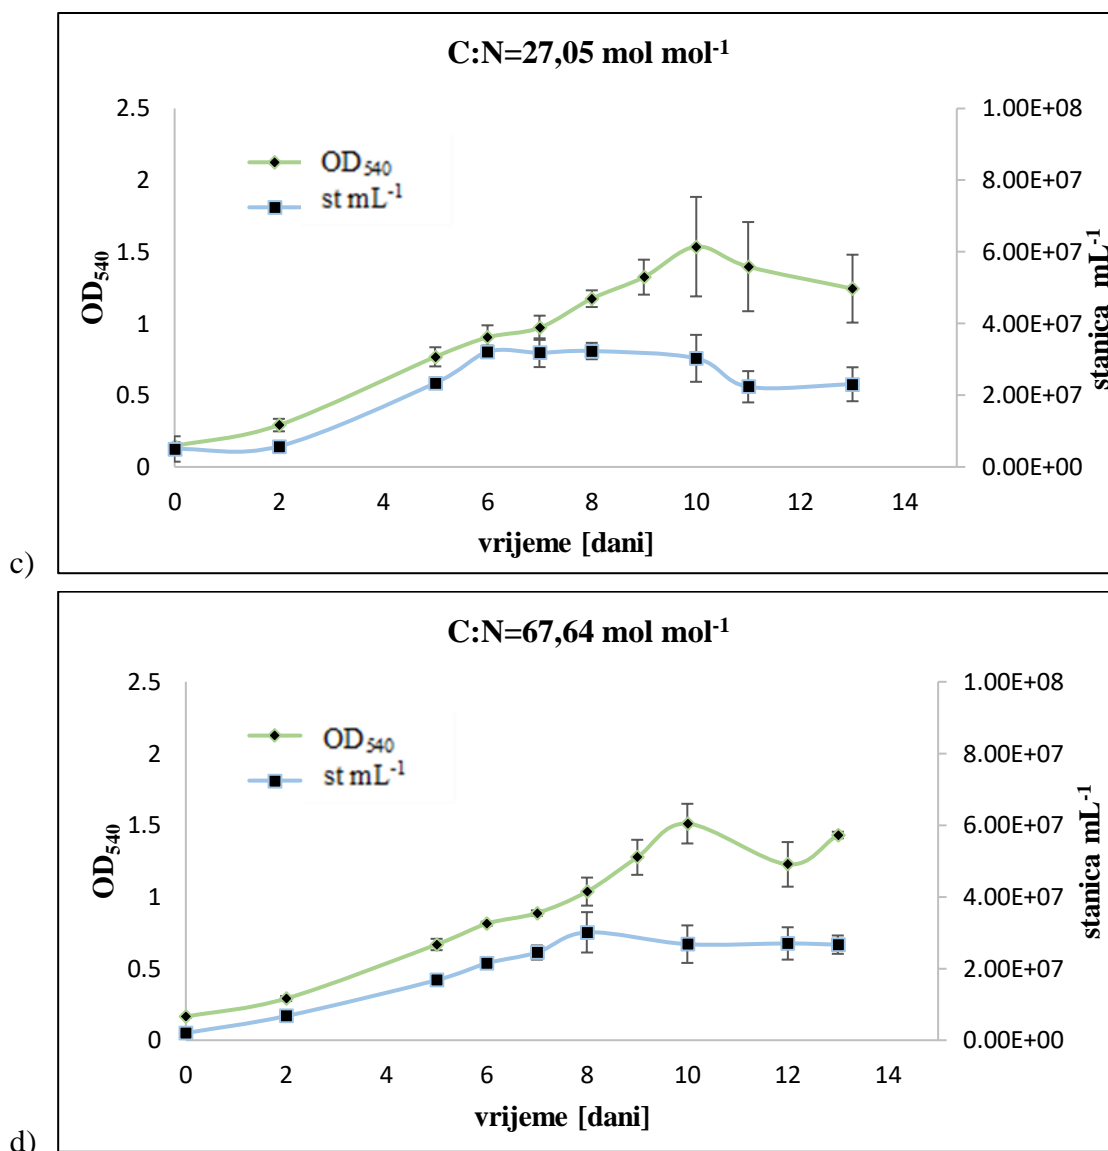 C:N=27,05 mol mol-1
2.5
2
1.5
1
0.5
0
OD540
OD540
st mL-1
1.00E+08
8.00E+07
6.00E+07
4.00E+07
2.00E+07
0.00E+00
stanica mL-1
0 2 4 6 8 10 12 14
vrijeme [dani]
c)
C:N=67,64 mol mol-1
2.5
2
1.5
1
0.5
0
OD540
OD540
st mL-1
1.00E+08
8.00E+07
6.00E+07
4.00E+07
2.00E+07
0.00E+00
stanica mL-1
0 2 4 6 8 10 12 14
vrijeme [dani]
d)